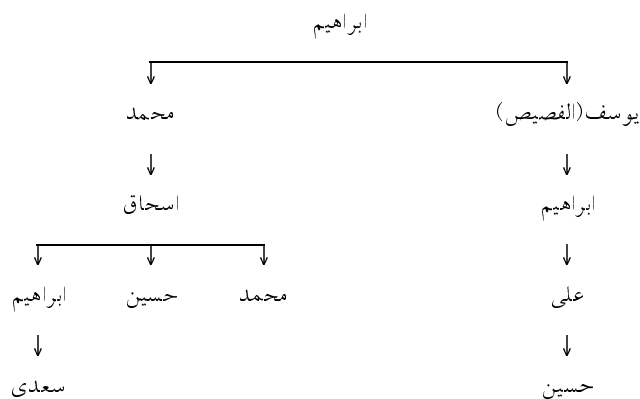 ابراهیم
یوسف(الفصیص) محمد
ابراهیم اسحاق
علی محمد حسین ابراهیم
حسین سعدی